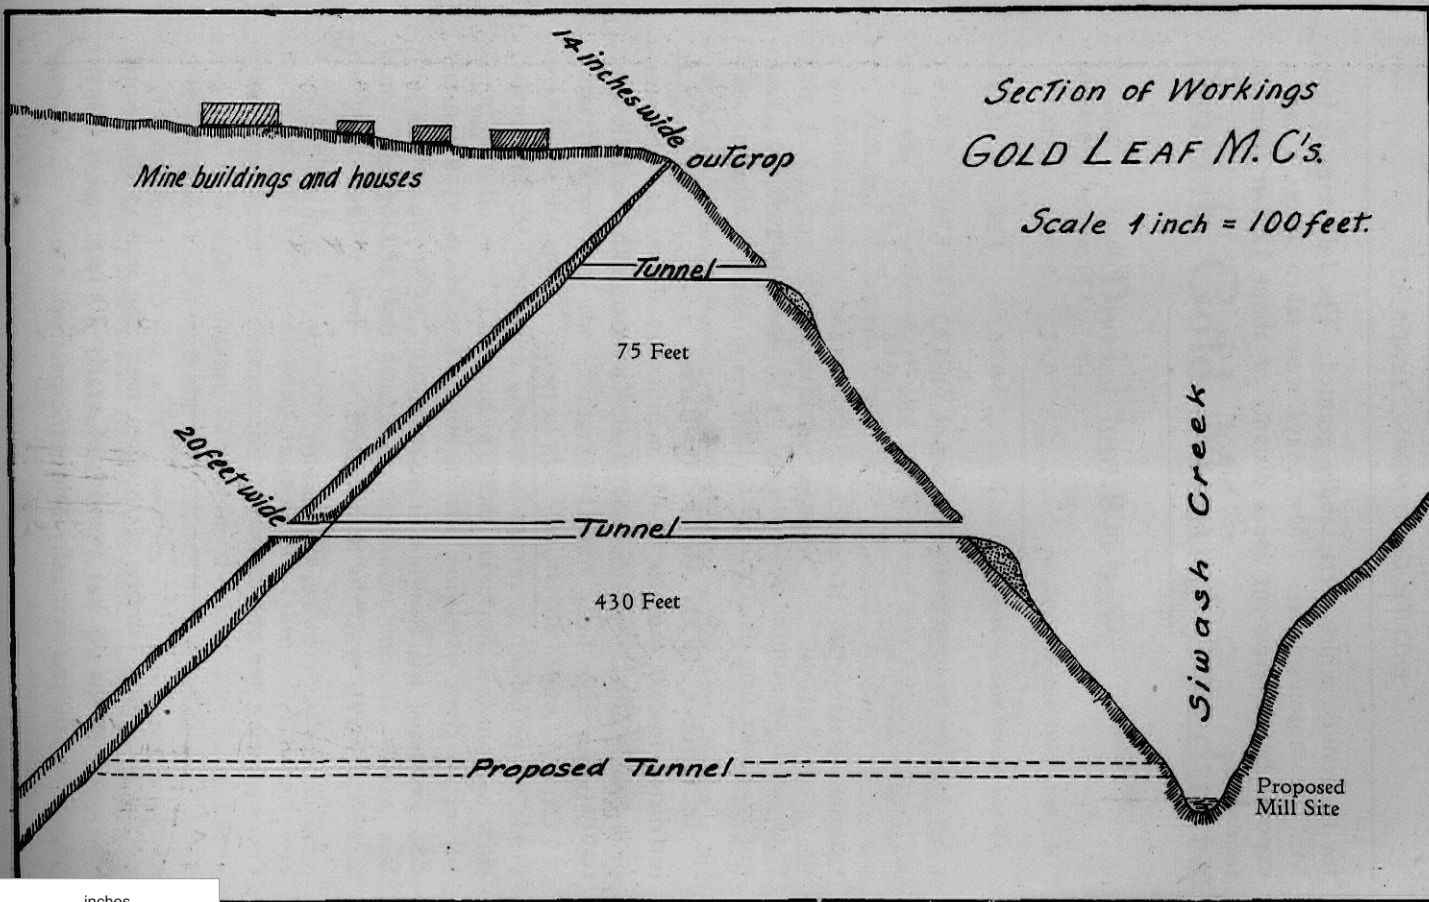 14 inches wide
outcrop
Section of Workings
GOLD LEAF M. C's.
Scale 1 inch = 100 feet.
Mine buildings and houses
Tunnel
75 Feet
20 feet wide
Tunnel
430 Feet
Siwash Creek
Proposed Tunnel
Proposed
Mill Site
inches